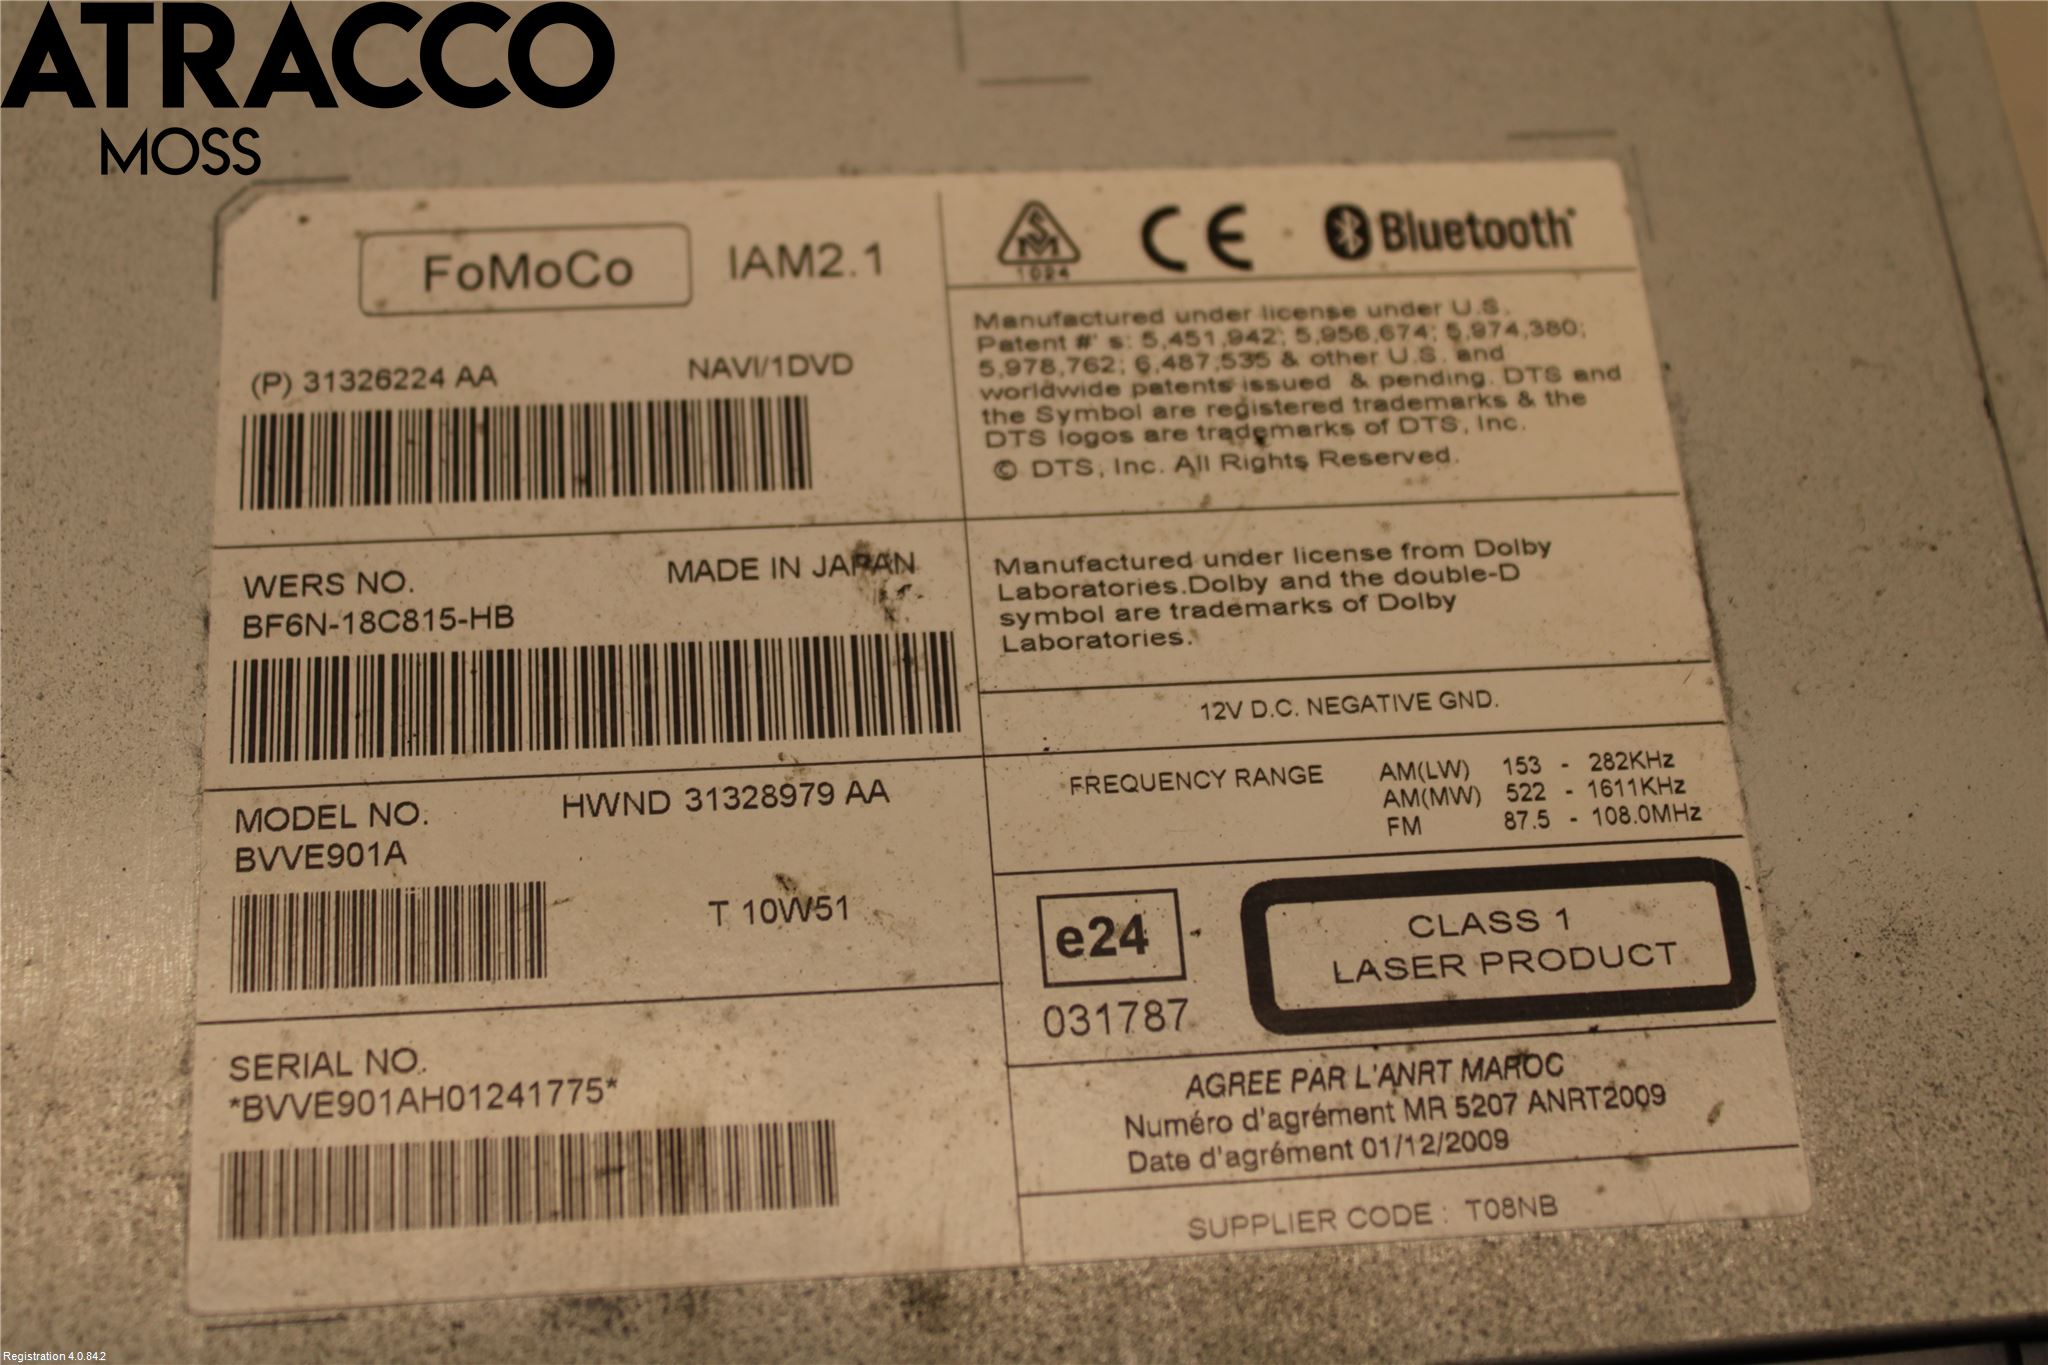 ATRACCO
MOSS
FoMoCo
IAM2.1
(P) 31326224 AA
NAVI/1DVD
WERS NO.
MADE IN JAPAN
BF6N-18C815-HB
MODEL NO.
HWND 31328979 AA
BVVE901A
T 10W51
SERIAL NO.
*BVVE901AH01241775*
SM
1024
CE
Bluetooth
Manufactured under license under U.S.
Patent #' s: 5,451,942; 5,956,674; 5,974,380;
5,978,762; 6,487,535 & other U.S. and
worldwide patents issued & pending. DTS and
the Symbol are registered trademarks & the
DTS logos are trademarks of DTS, Inc.
© DTS, Inc. All Rights Reserved.
Manufactured under license from Dolby
Laboratories.Dolby and the double-D
symbol are trademarks of Dolby
Laboratories.
12V D.C. NEGATIVE GND.
FREQUENCY RANGE AM(LW) 153 - 282KHz
AM(MW) 522 - 1611KHz
FM 87.5 - 108.0MHz
e24
031787
CLASS 1
LASER PRODUCT
AGREE PAR L'ANRT MAROC
Numéro d'agrément MR 5207 ANRT2009
Date d'agrément 01/12/2009
SUPPLIER CODE : T08NB
Registration 4.0.84.2